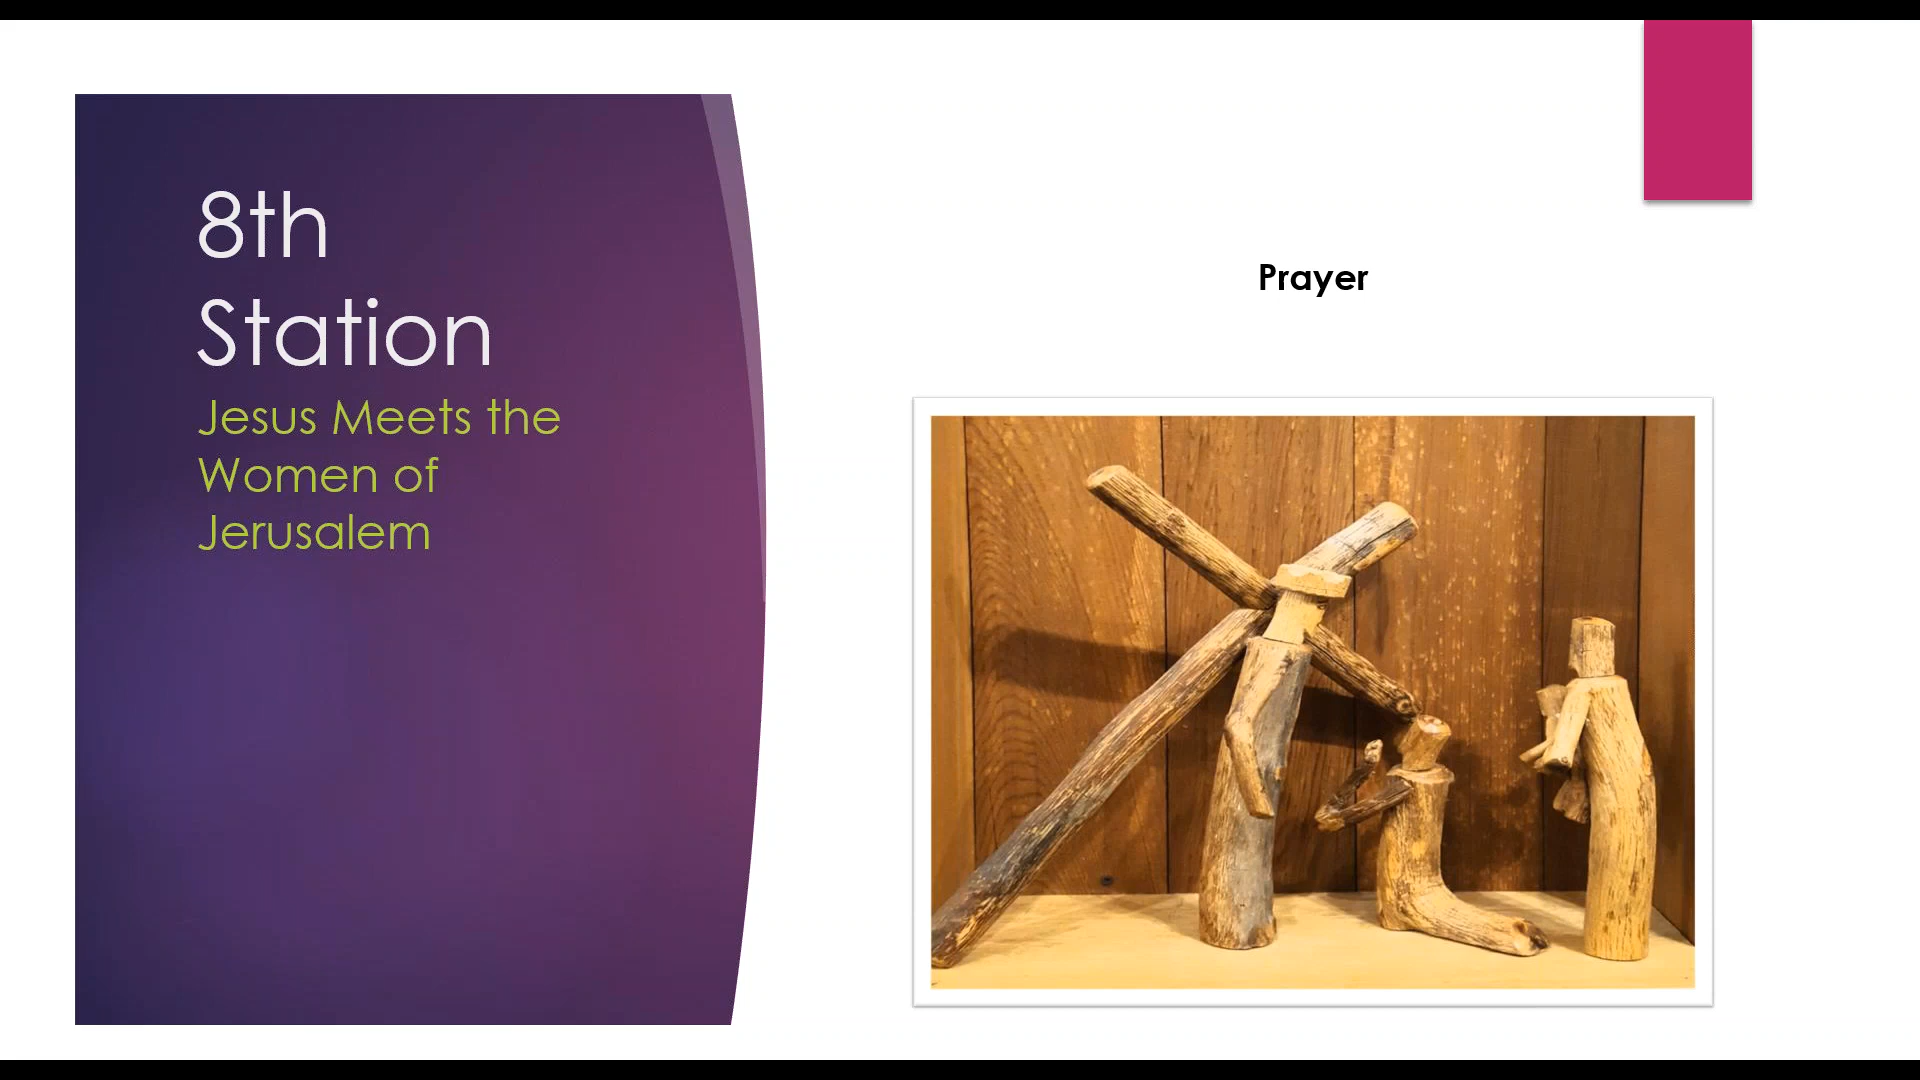 8th
Station
Jesus Meets the
Women of
Jerusalem
Prayer